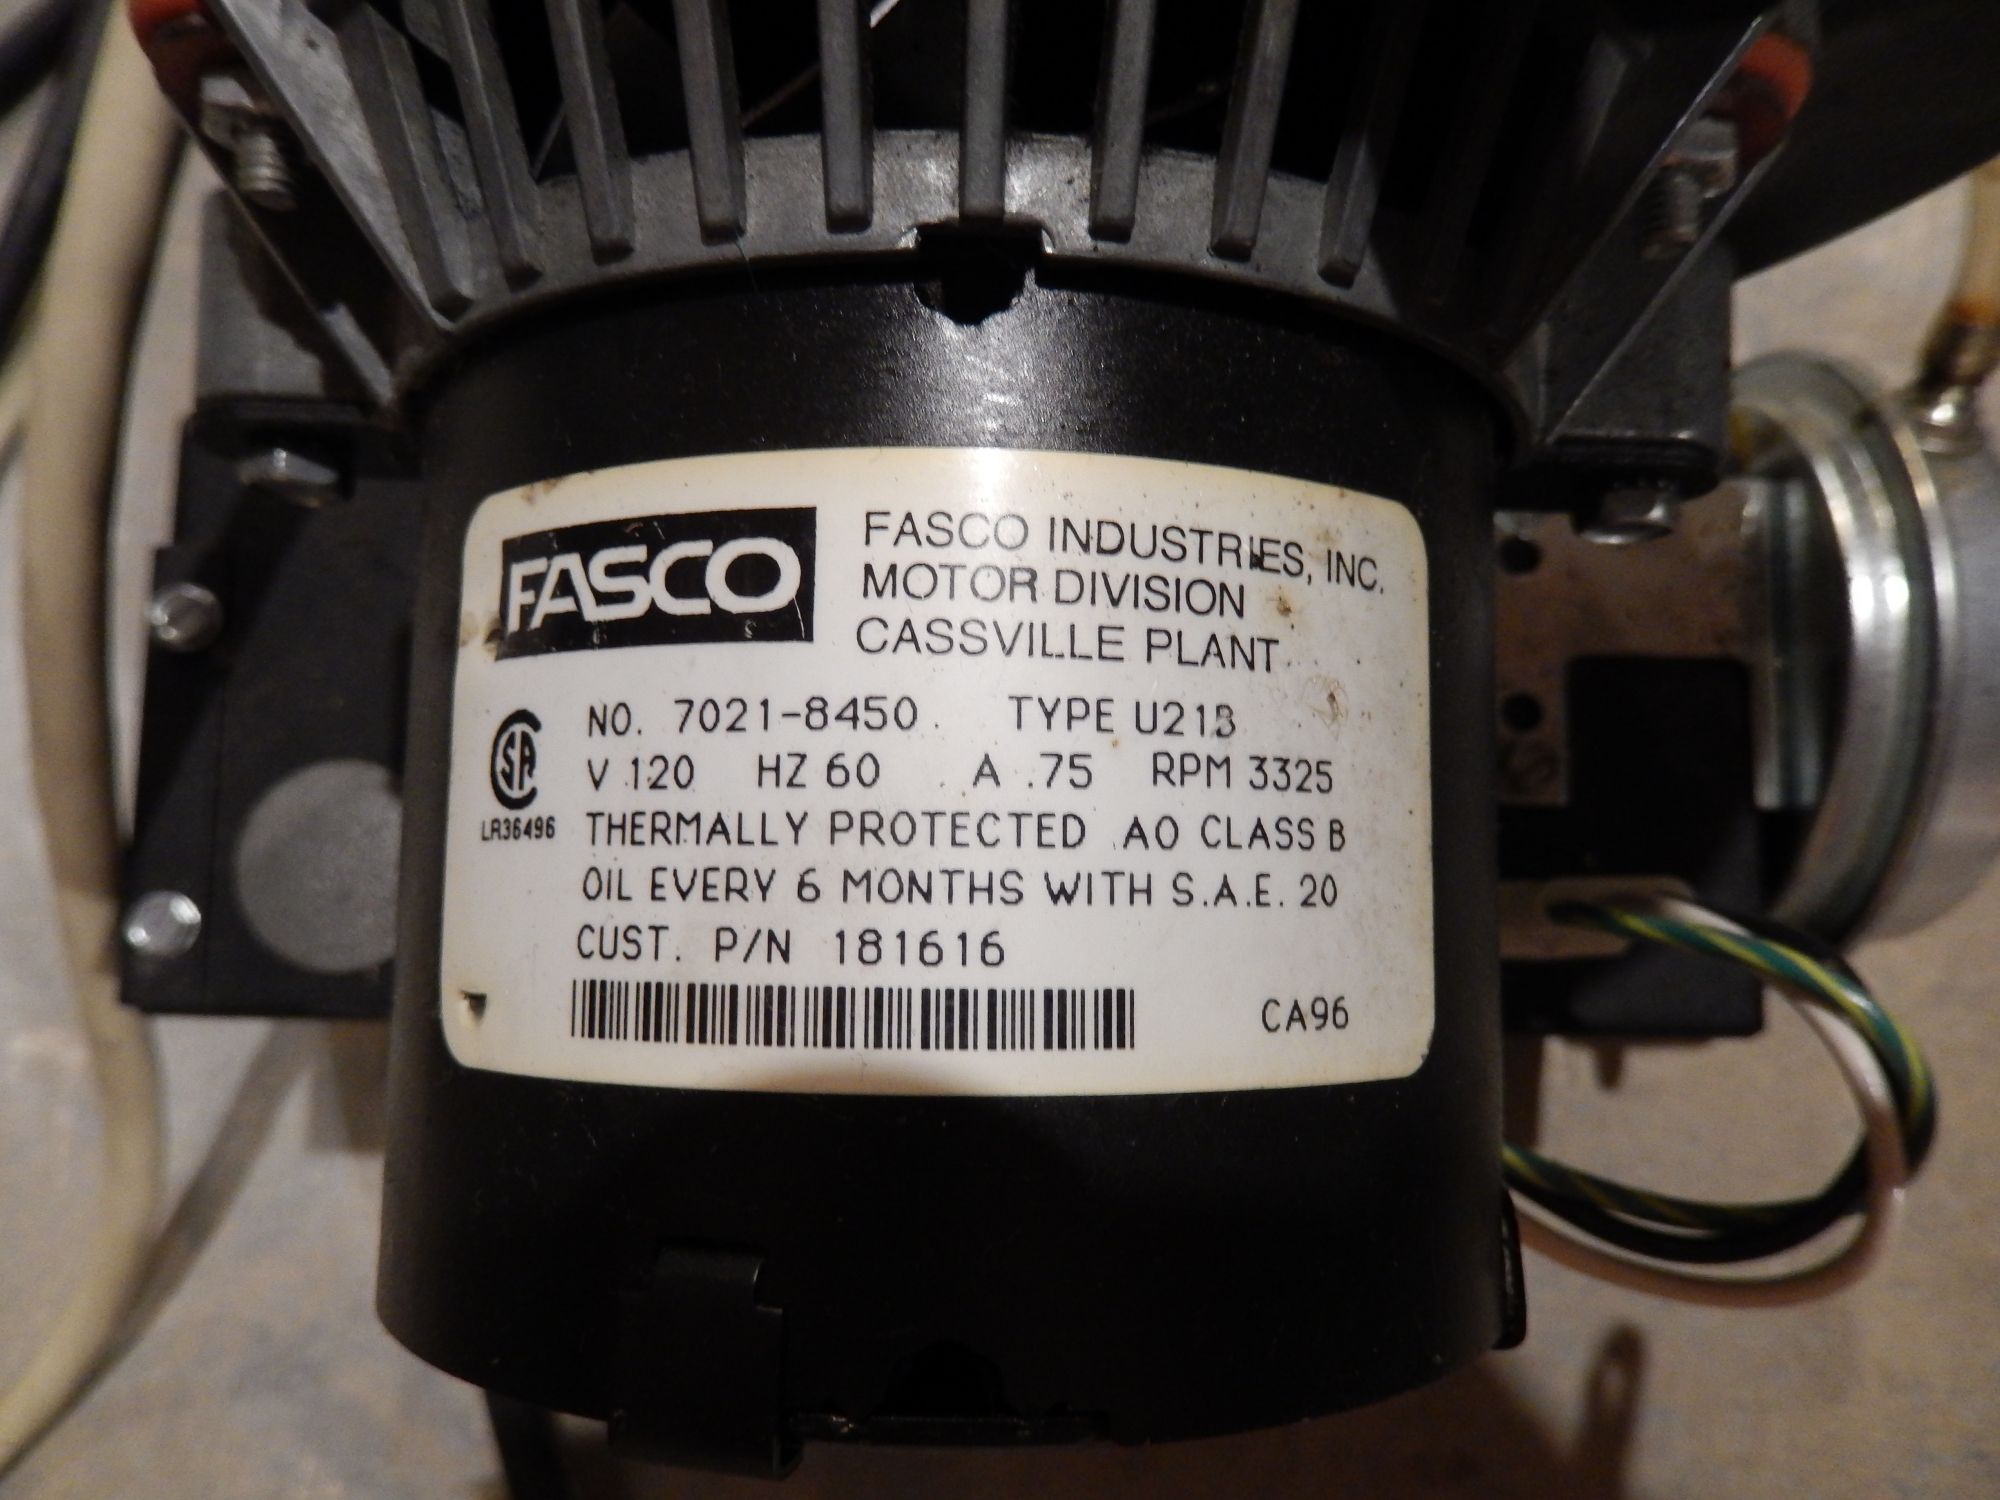 FASCO
FASCO INDUSTRIES, INC.
MOTOR DIVISION
CASSVILLE PLANT
NO. 7021-8450 TYPE U21B
V 120 HZ 60 A .75 RPM 3325
SA
LR36496
THERMALLY PROTECTED AO CLASS B
OIL EVERY 6 MONTHS WITH S.A.E. 20
CUST. P/N 181616
CA96